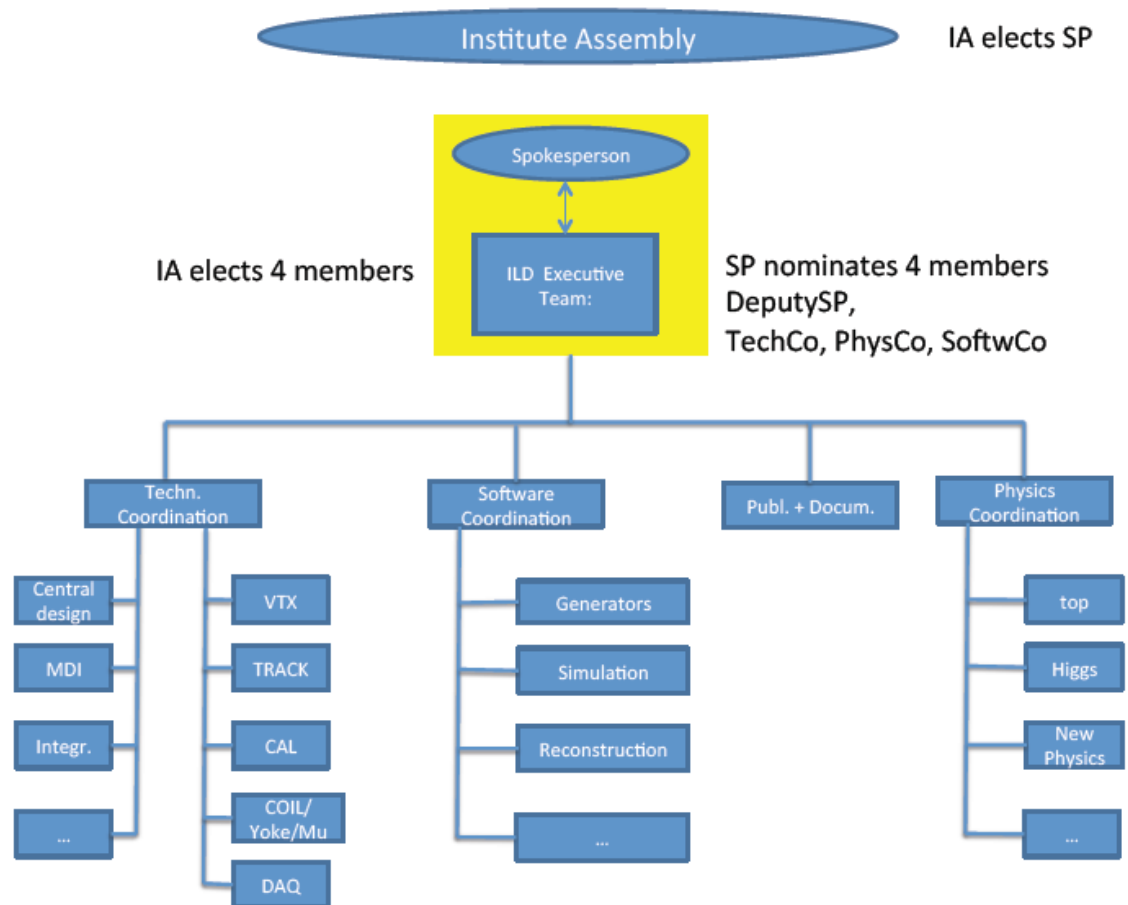 Institute Assembly
IA elects SP
Spokesperson
IA elects 4 members
ILD Executive
Team:
SP nominates 4 members
DeputySP,
TechCo, PhysCo, SoftwCo
Techn.
Coordination
Software
Coordination
Publ. + Docum.
Physics
Coordination
Central
design
MDI
Integr.
...
VTX
TRACK
CAL
COIL/
Yoke/Mu
DAQ
Generators
Simulation
Reconstruction
...
top
Higgs
New
Physics
...